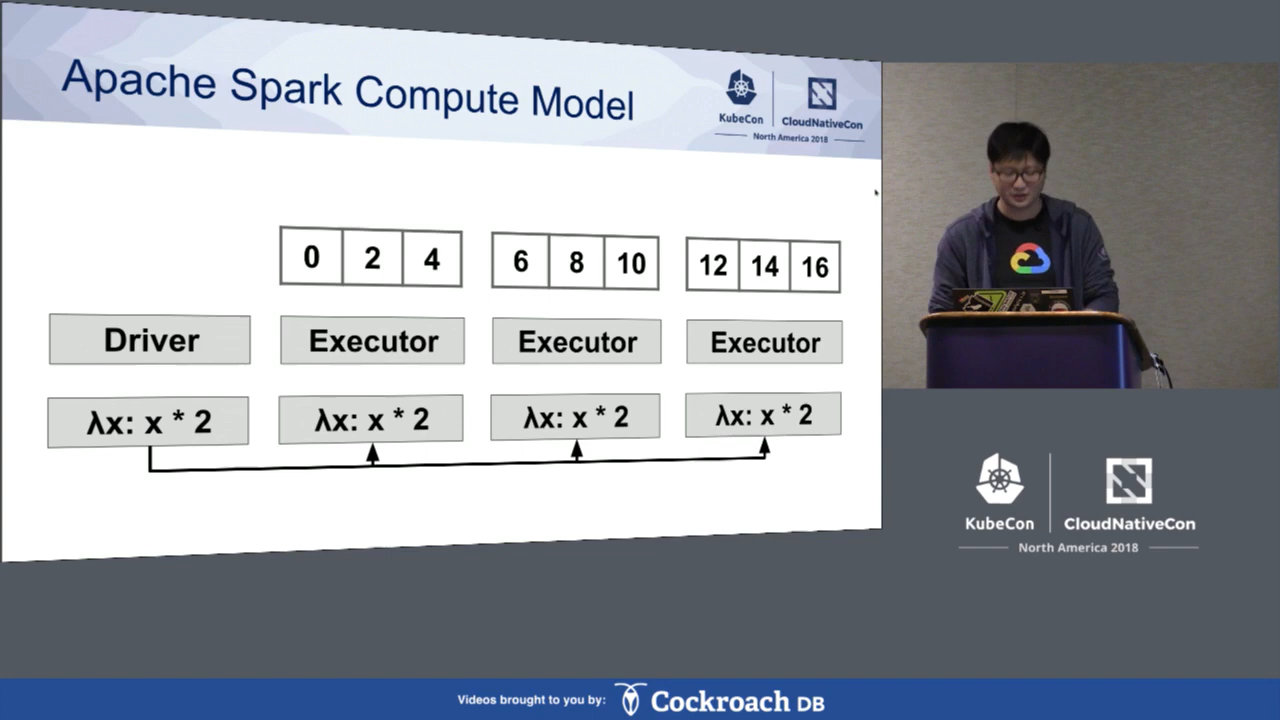 Apache Spark Compute Model
KubeCon
CloudNativeCon
North America 2018
0 2 4 6 8 10 12 14 16
Driver Executor Executor Executor
λx: x * 2 λx: x * 2 λx: x * 2 λx: x * 2
KubeCon
CloudNativeCon
North America 2018
Videos brought to you by: Cockroach DB